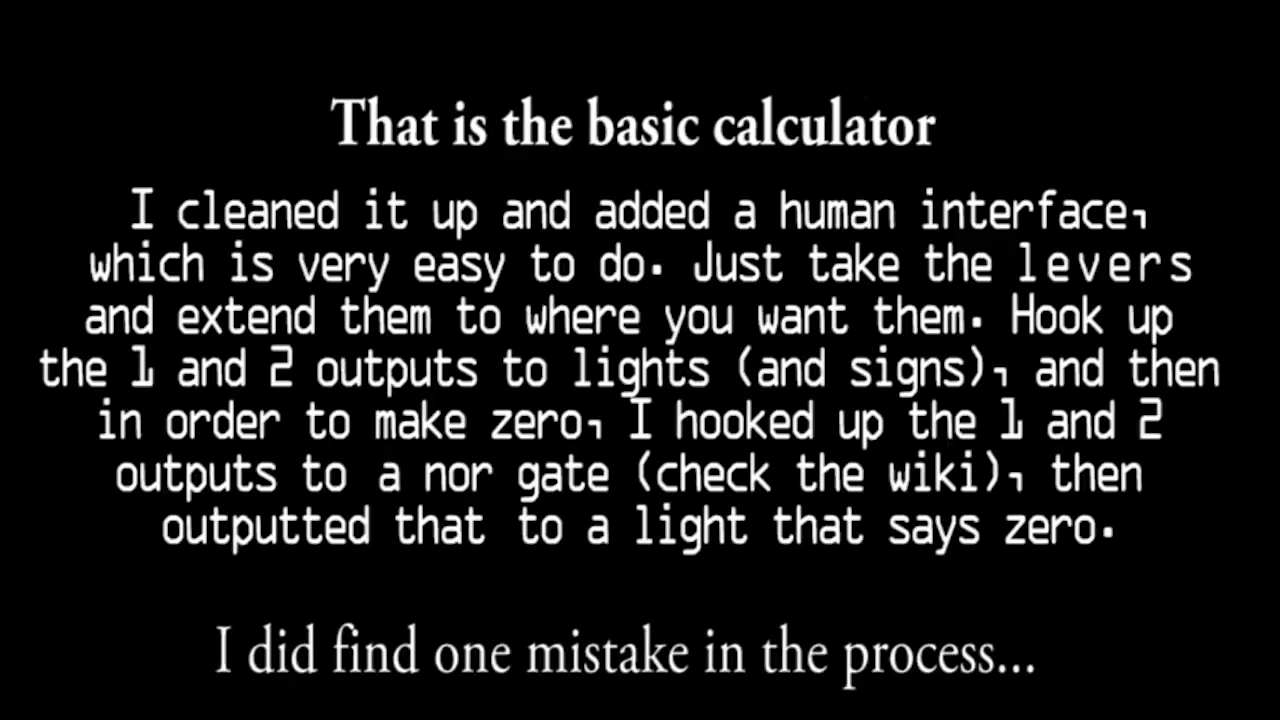 That is the basic calculator
I cleaned it up and added a human interface,
which is very easy to do. Just take the levers
and extend them to where you want them. Hook up
the 1 and 2 outputs to lights (and signs), and then
in order to make zero, I hooked up the 1 and 2
outputs to a nor gate (check the wiki), then
outputted that to a light that says zero.
I did find one mistake in the process...